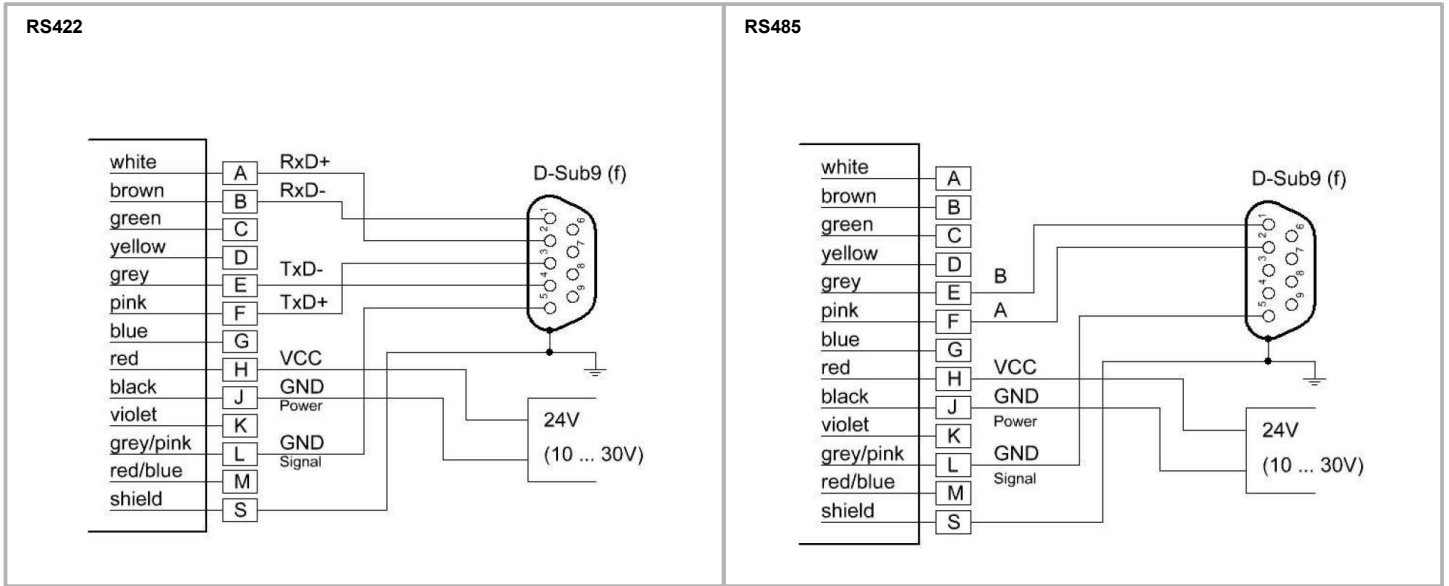 RS422
white
A
RxD+
brown
B
RxD-
green
C
yellow
D
grey
E
TxD-
pink
F
TxD+
blue
G
red
H
VCC
black
J
GND
Power
violet
K
grey/pink
L
GND
Signal
red/blue
M
shield
S
D-Sub9 (f)
1
2
3
4
5
6
7
8
9
24V
(10 ... 30V)
RS485
white
A
brown
B
green
C
yellow
D
grey
E
B
pink
F
A
blue
G
red
H
VCC
black
J
GND
Power
violet
K
grey/pink
L
GND
Signal
red/blue
M
shield
S
D-Sub9 (f)
1
2
3
4
5
6
7
8
9
24V
(10 ... 30V)